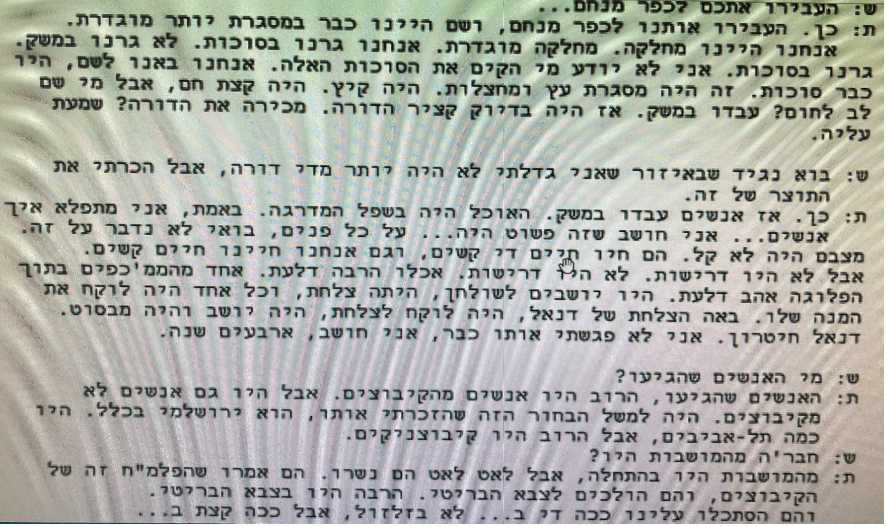 ש: העבירו אתכם לכפר מנחם...
ת: כן. העבירו אותנו לכפר מנחם, ושם היינו כבר במסגרת יותר מוגדרת.
אנחנו היינו מחלקה. מחלקה מוגדרת. אנחנו גרנו בסוכות. לא גרנו במשק.
גרנו בסוכות. אני לא יודע מי הקים את הסוכות האלה. אנחנו באנו לשם, היו
כבר סוכות. זה היה מסגרת עץ ומחצלות. היה קיץ. היה קצת חם, אבל מי שם
לב לחום? עבדו במשק. אז היה בדיוק קציר הדורה. מכירה את הדורה? שמעת
עליה.
ש: בוא נגיד שבאיזור שאני גדלתי לא היה יותר מדי דורה, אבל הכרתי את
התוצר של זה.
ת: כן. אז אנשים עבדו במשק. האוכל היה בשפל המדרגה. באמת, אני מתפלא איך
אנשים... אני חושב שזה פשוט היה... על כל פנים, בואי לא נדבר על זה.
מצבם היה לא קל. הם חיו חיים די קשים, וגם אנחנו חיינו חיים קשים.
אבל לא היו דרישות. לא היו דרישות. אכלו הרבה דלעת. אחד מהממ'כפים בתוך
הפלוגה אהב דלעת. היו יושבים לשולחן, היתה צלחת, וכל אחד היה לוקח את
המנה שלו. באה הצלחת של דנאל, היה לוקח לצלחת, היה יושב והיה מבסוט.
דנאל חיטרון. אני לא פגשתי אותו כבר, אני חושב, ארבעים שנה.
ש: מי האנשים שהגיעו?
ת: האנשים שהגיעו, הרוב היו אנשים מהקיבוצים. אבל היו גם אנשים לא
מקיבוצים. היה למשל הבחור הזה שהזכרתי אותו, הוא ירושלמי בכלל. היו
כמה תל-אביבים, אבל הרוב היו קיבוצניקים.
ש: חבר'ה מהמושבות היו?
ת: מהמושבות היו בהתחלה, אבל לאט לאט הם נשרו. הם אמרו שהפלמ"ח זה של
הקיבוצים, והם הולכים לצבא הבריטי. הרבה היו בצבא הבריטי.
והם הסתכלו עלינו ככה די ב... לא בזלזול, אבל ככה קצת ב...